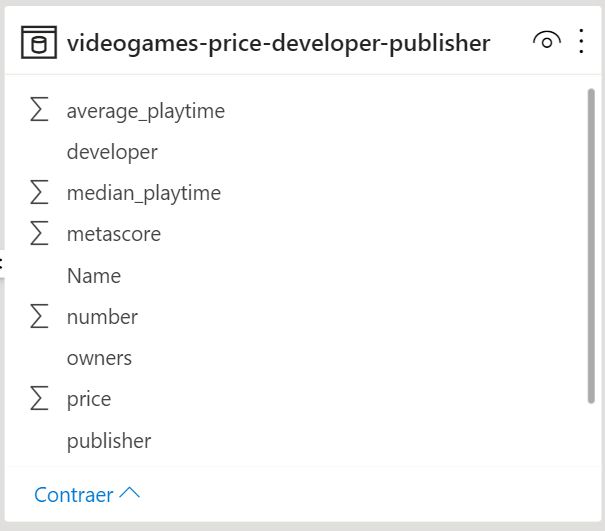 videogames-price-developer-publisher
∑ average_playtime
developer
∑ median_playtime
∑ metascore
Name
∑ number
owners
∑ price
publisher
Contraer